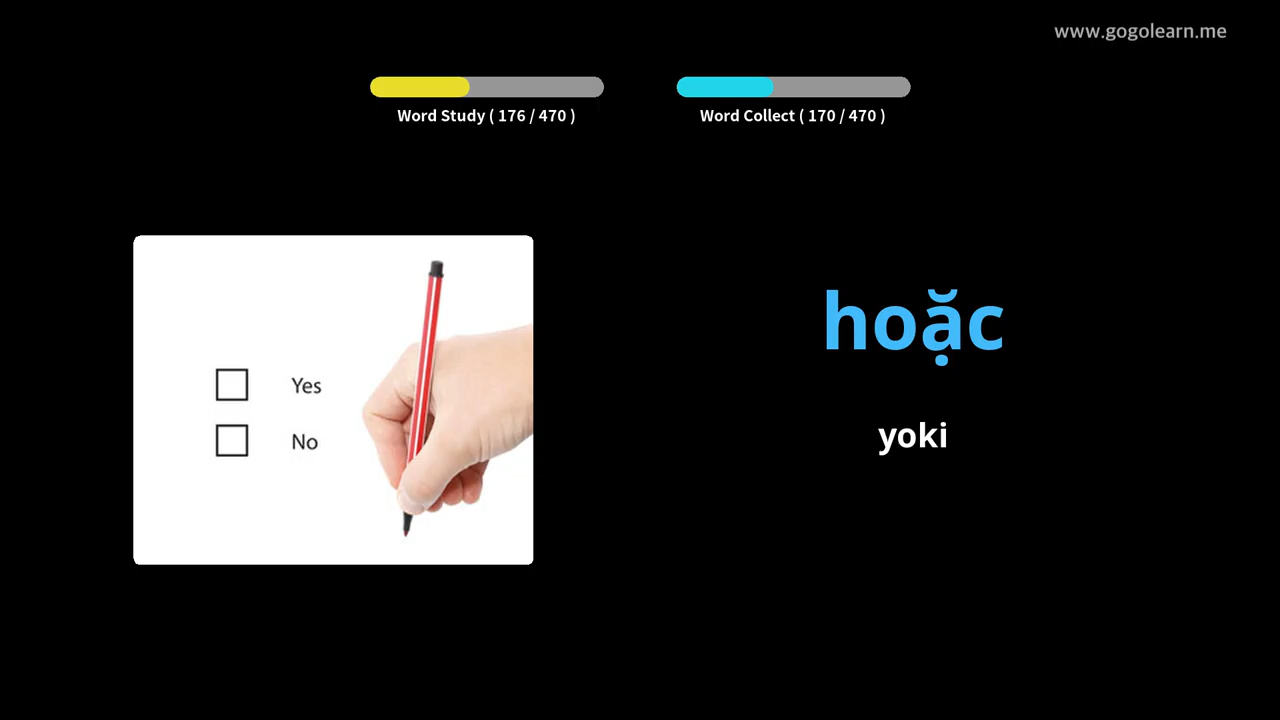 www.gogolearn.me
Word Study ( 176 / 470 )
Word Collect ( 170 / 470 )
Yes
No
hoặc
yoki